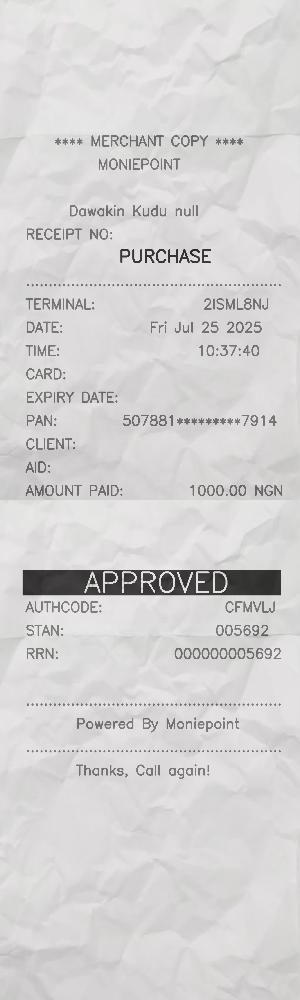 **** MERCHANT COPY ****
MONIEPOINT
Dawakin Kudu null
RECEIPT NO:
PURCHASE
TERMINAL: 2ISML8NJ
DATE: Fri Jul 25 2025
TIME: 10:37:40
CARD:
EXPIRY DATE:
PAN: 507881*********7914
CLIENT:
AID:
AMOUNT PAID: 1000.00 NGN
APPROVED
AUTHCODE: CFMVLJ
STAN: 005692
RRN: 000000005692
Powered By Moniepoint
Thanks, Call again!